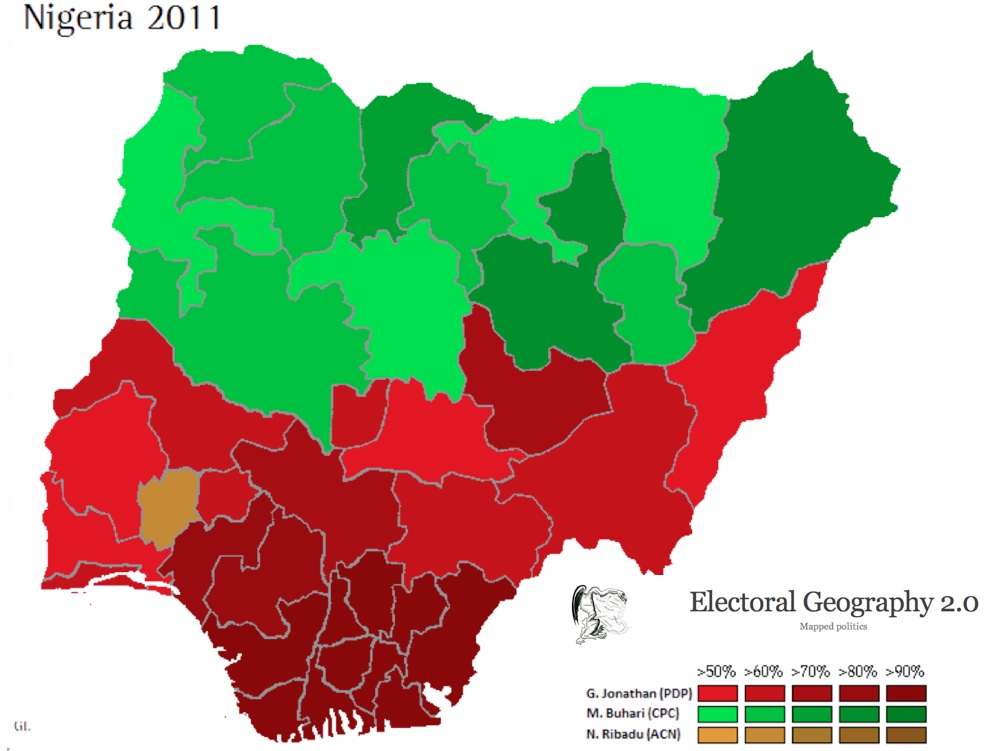 Nigeria 2011
Electoral Geography 2.0
Mapped politics
>50% >60% >70% >80% >90%
G. Jonathan (PDP)
M. Buhari (CPC)
N. Ribadu (ACN)